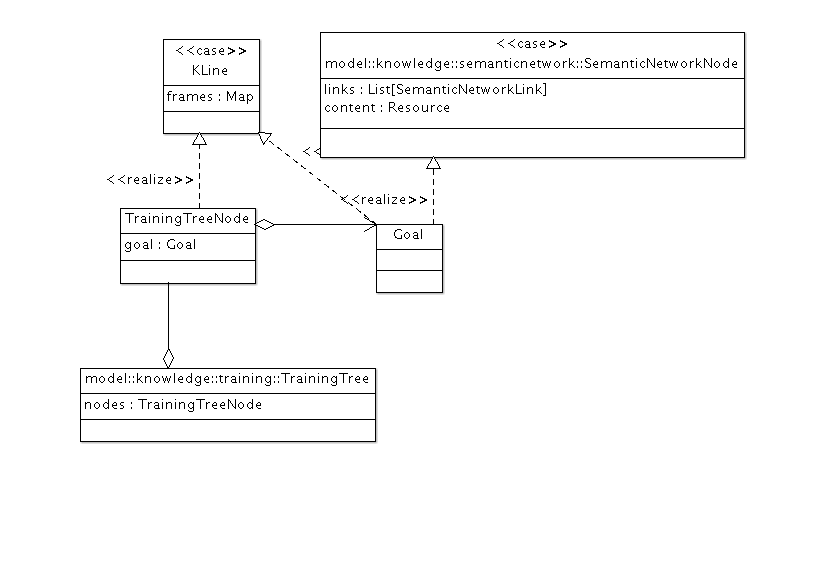 <<case>>
KLine
frames : Map
<<case>>
model::knowledge::semanticnetwork::SemanticNetworkNode
links : List[SemanticNetworkLink]
content : Resource
<<
<<realize>>
<<realize>>
TrainingTreeNode
goal : Goal
Goal
model::knowledge::training::TrainingTree
nodes : TrainingTreeNode